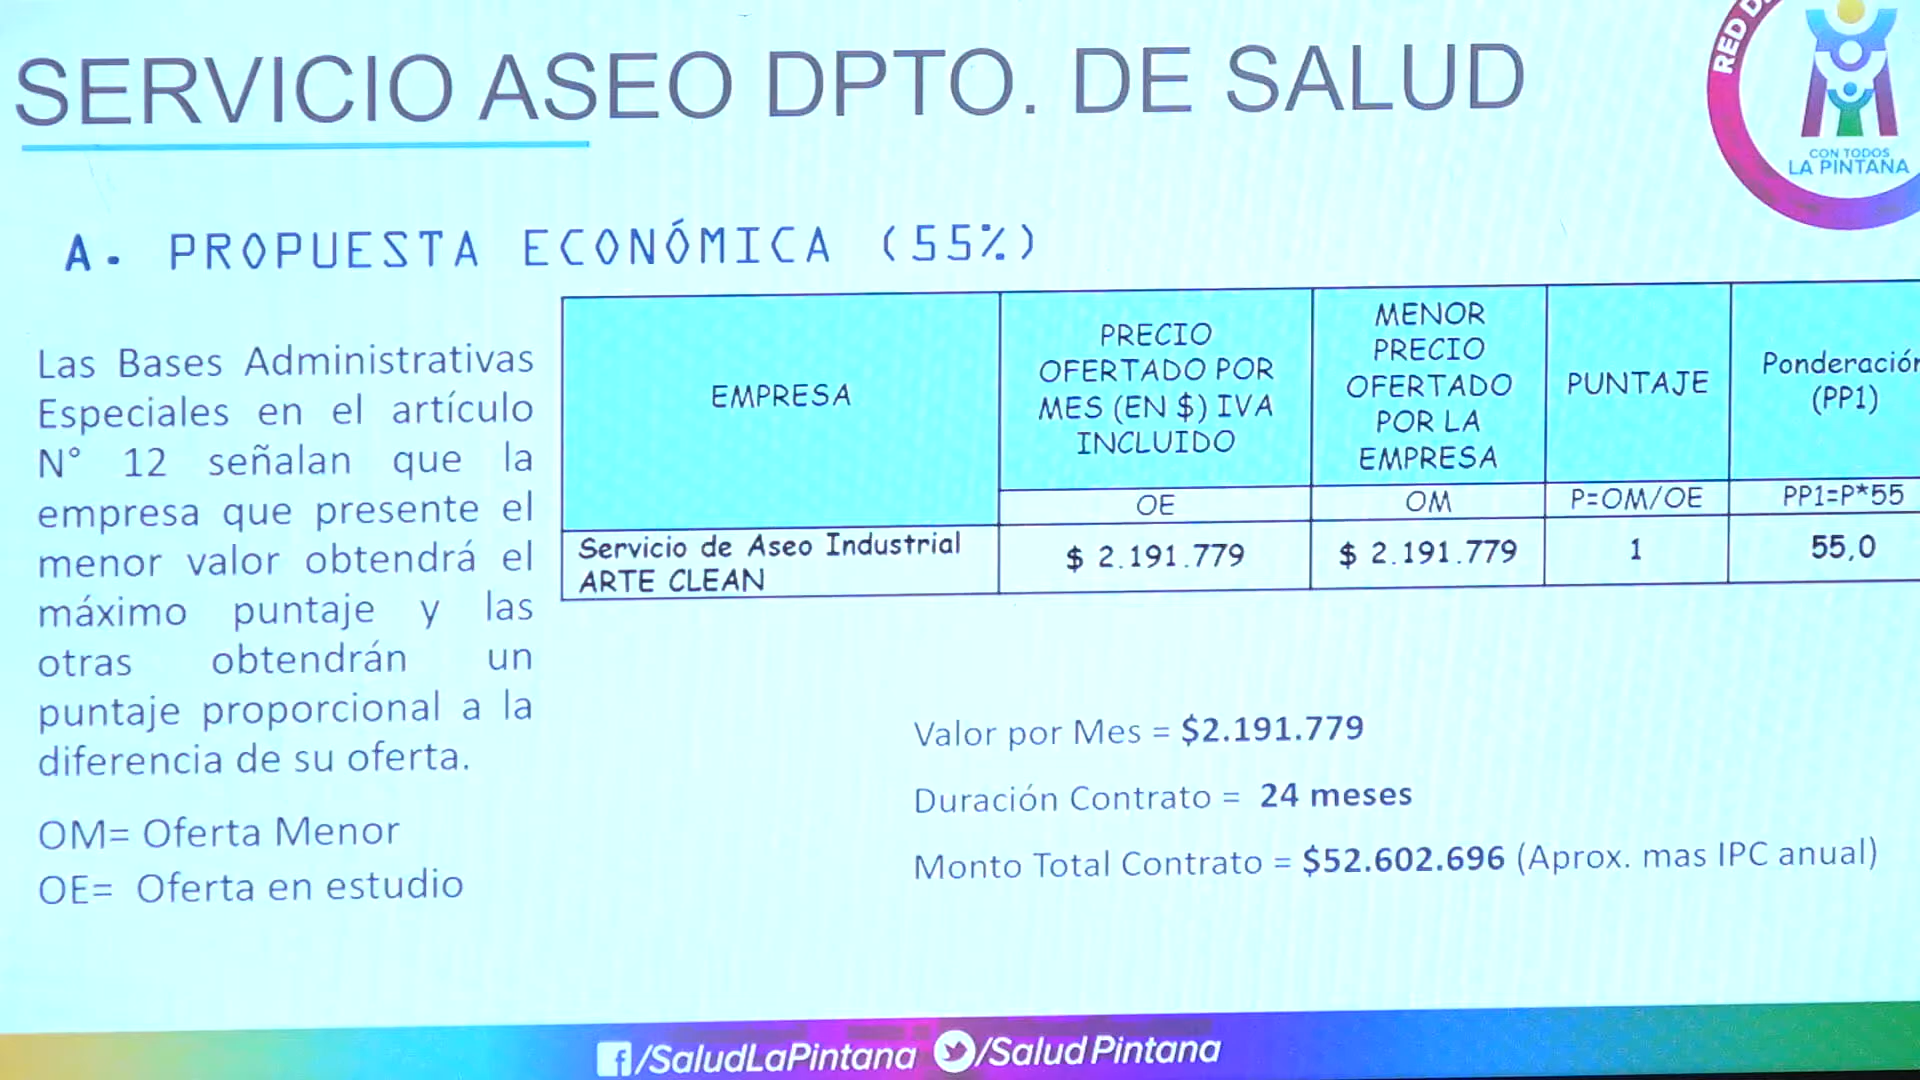 SERVICIO ASEO DPTO. DE SALUD
RED D
CON TODOS
LA PINTANA
A. PROPUESTA ECONÓMICA (55%)
Las Bases Administrativas
Especiales en el artículo
N° 12 señalan que la
empresa que presente el
menor valor obtendrá el
máximo puntaje y las
otras obtendrán un
puntaje proporcional a la
diferencia de su oferta.
OM= Oferta Menor
OE= Oferta en estudio
EMPRESA
PRECIO
OFERTADO POR
MES (EN $) IVA
INCLUIDO
MENOR
PRECIO
OFERTADO
POR LA
EMPRESA
PUNTAJE
Ponderación
(PP1)
OE
OM
P=OM/OE
PP1=P*55
Servicio de Aseo Industrial
ARTE CLEAN
$ 2.191.779
$ 2.191.779
1
55,0
Valor por Mes = $2.191.779
Duración Contrato = 24 meses
Monto Total Contrato = $52.602.696 (Aprox. mas IPC anual)
/SaludLaPintana /Salud Pintana